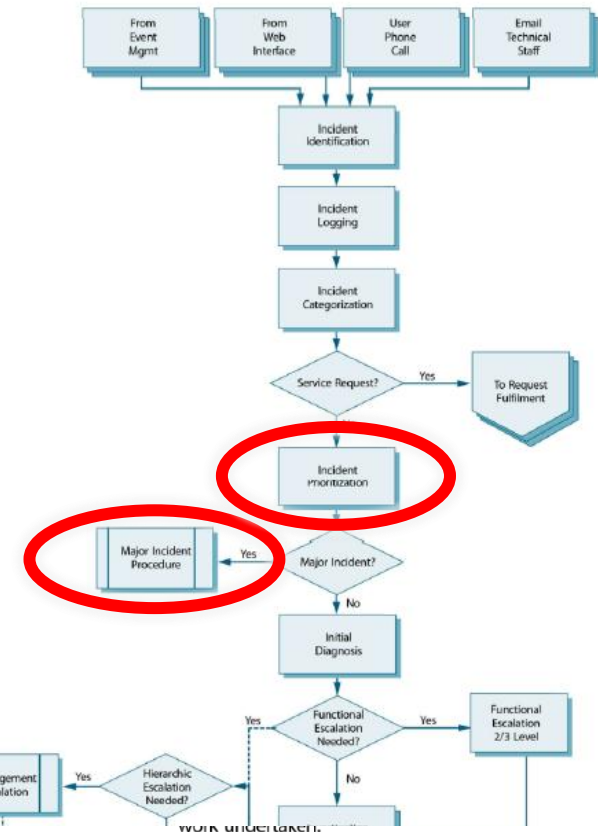 From
Event
Mgmt
From
Web
Interface
User
Phone
Call
Email
Technical
Staff
Incident
Identification
Incident
Logging
Incident
Categorization
Service Request?
Yes
To Request
Fulfilment
Incident
Prioritization
Major Incident
Procedure
Yes
Major Incident?
No
Initial
Diagnosis
Yes
Functional
Escalation
Needed?
Yes
Functional
Escalation
2/3 Level
Yes
Hierarchic
Escalation
Needed?
No
work undertaken.